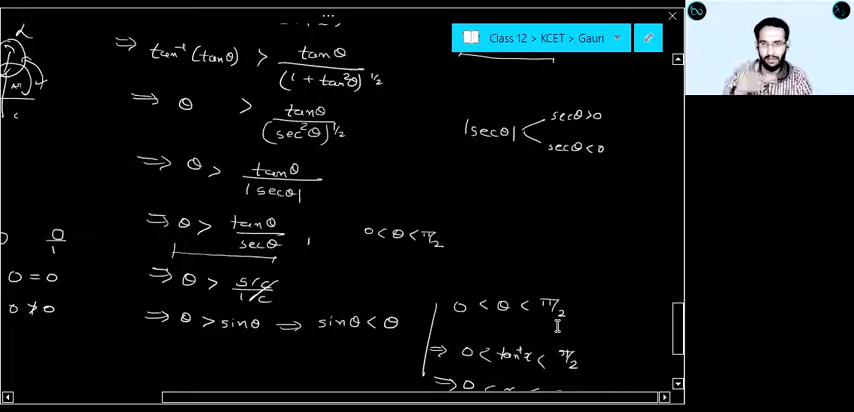 Class 12 > KCET > Gauri
⇒ tan⁻¹(tanθ) > tanθ / (1 + tan²θ)^1/2
⇒ θ > tanθ / (sec²θ)^1/2
|secθ| < secθ>0
secθ<0
⇒ θ > tanθ / |secθ|
⇒ θ > tanθ / secθ , 0 < θ < π/2
0/1
0 = 0
⇒ θ > s/c / 1/c
0 ≯ 0
⇒ θ > sinθ ⇒ sinθ < θ
0 < θ < π/2
⇒ 0 < tan⁻¹x < π/2
⇒ 0 < x <